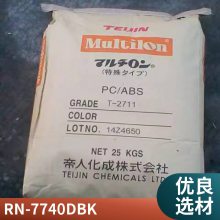 TEIJIN
Multilon
マルチロン®
(特殊タイプ)
PC/ABS
GRADE T-2711
COLOR
LOT NO. 14Z4650
NET 25 KGS
帝人化成株式会社
TEIJIN CHEMICALS LTD
RN-7740DBK
优良
选材